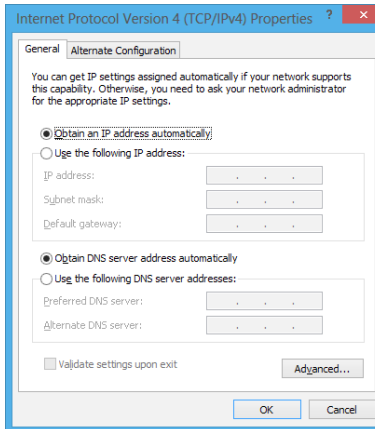 Internet Protocol Version 4 (TCP/IPv4) Properties ? ×
General Alternate Configuration
You can get IP settings assigned automatically if your network supports
this capability. Otherwise, you need to ask your network administrator
for the appropriate IP settings.
Obtain an IP address automatically
Use the following IP address:
IP address: . . .
Subnet mask: . . .
Default gateway: . . .
Obtain DNS server address automatically
Use the following DNS server addresses:
Preferred DNS server: . . .
Alternate DNS server: . . .
Validate settings upon exit
Advanced...
OK Cancel